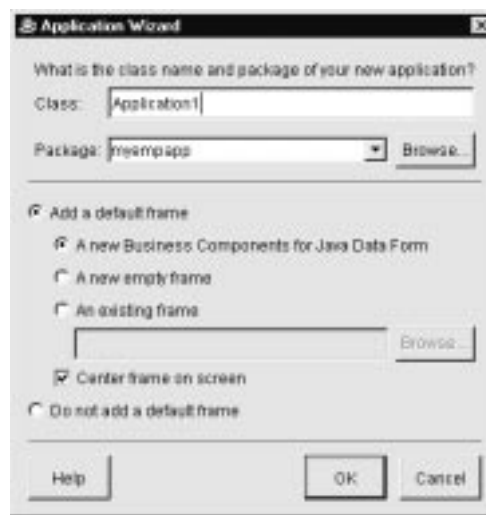 Application Wizard
What is the class name and package of your new application?
Class: Application1
Package: myempapp Browse...
Add a default frame
A new Business Components for Java Data Form
A new empty frame
An existing frame
Browse...
Center frame on screen
Do not add a default frame
Help OK Cancel